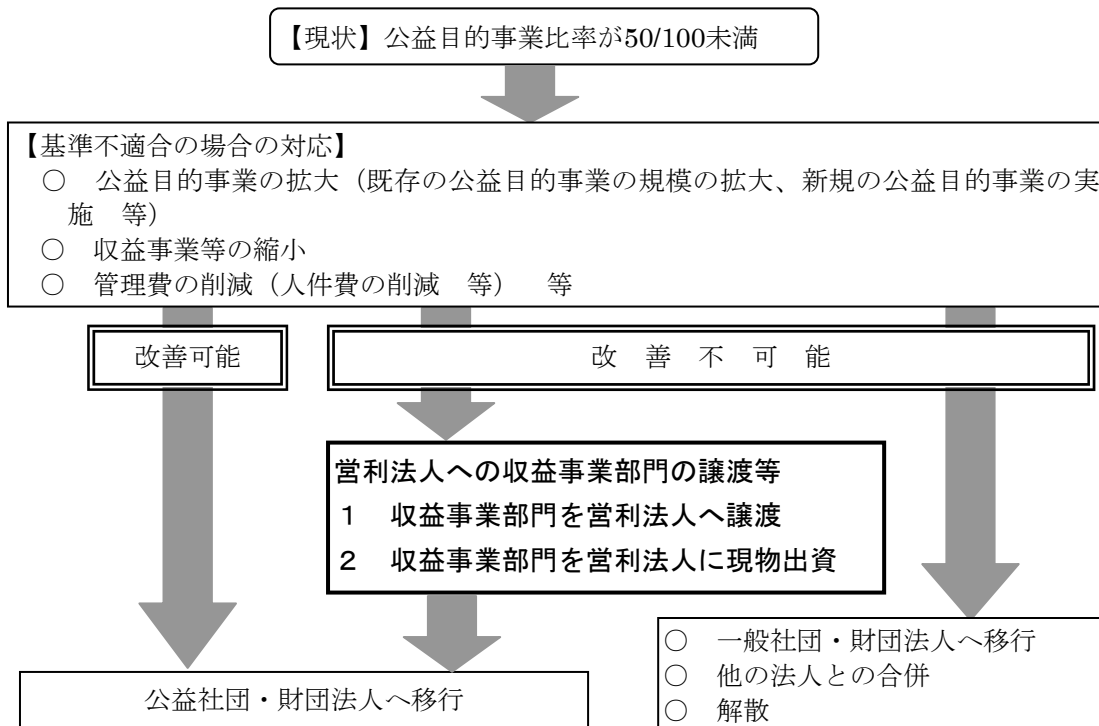 【現状】公益目的事業比率が50/100未満
【基準不適合の場合の対応】
○　公益目的事業の拡大（既存の公益目的事業の規模の拡大、新規の公益目的事業の実
施　等）
○　収益事業等の縮小
○　管理費の削減（人件費の削減　等）　等
改善可能
改　善　不　可　能
営利法人への収益事業部門の譲渡等
１　収益事業部門を営利法人へ譲渡
２　収益事業部門を営利法人に現物出資
公益社団・財団法人へ移行
○　一般社団・財団法人へ移行
○　他の法人との合併
○　解散